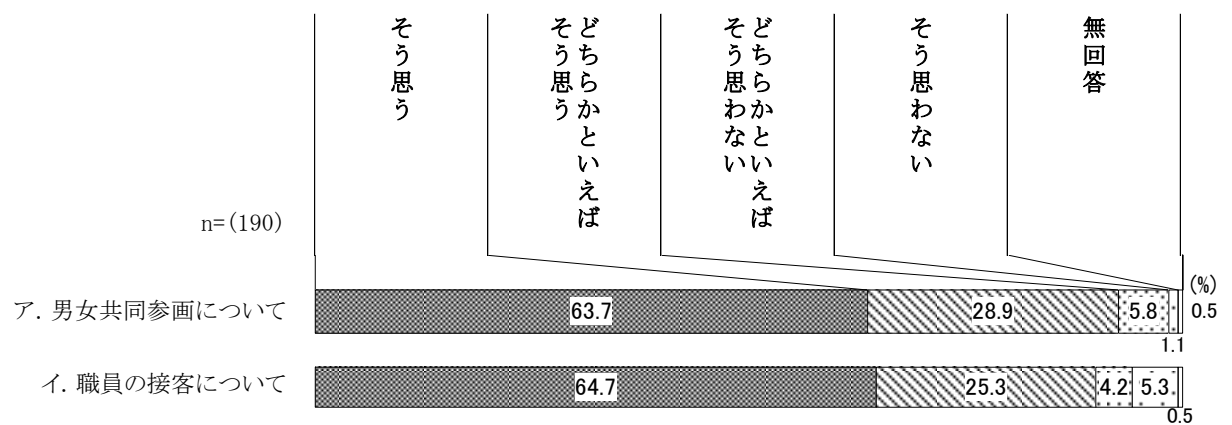 そう思う
どちらかといえば
そう思う
どちらかといえば
そう思わない
そう思わない
無回答
n=(190)
(%)
ア．男女共同参画について
63.7
28.9
5.8
0.5
1.1
イ．職員の接客について
64.7
25.3
4.2
5.3
0.5